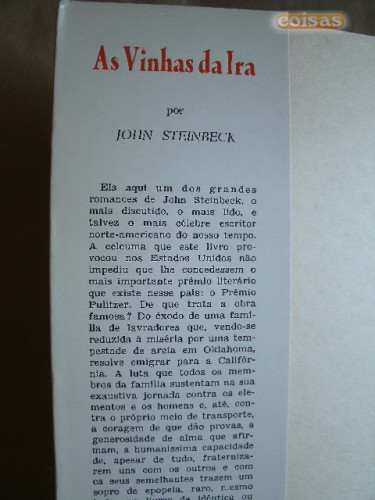 coisas
As Vinhas da Ira
por
JOHN STEINBECK
Eis aqui um dos grandes
romances de John Steinbeck, o
mais discutido, o mais lido, e
talvez o mais célebre escritor
norte-americano do nosso tempo.
A celeuma que este livro pro-
vocou nos Estados Unidos não
impediu que lhe concedessem o
mais importante prémio literário
que existe nesse país: o Prémio
Pulitzer. De que trata a obra
famosa? Do êxodo de uma famí-
lia de lavradores que, vendo-se
reduzida à miséria por uma tem-
pestade de areia em Oklahoma,
resolve emigrar para a Califór-
nia. A luta que todos os mem-
bros da família sustentam na sua
exaustiva jornada contra os ele-
mentos e os homens e, até, con-
tra o próprio meio de transporte,
a coragem de que dão provas, a
generosidade de alma que afir-
mam, a humaníssima capacidade
de, apesar de tudo, fraterniza-
rem uns com os outros e com
os seus semelhantes trazem um
sopro de epopeia, raro, mesmo
livros de idêntica ou